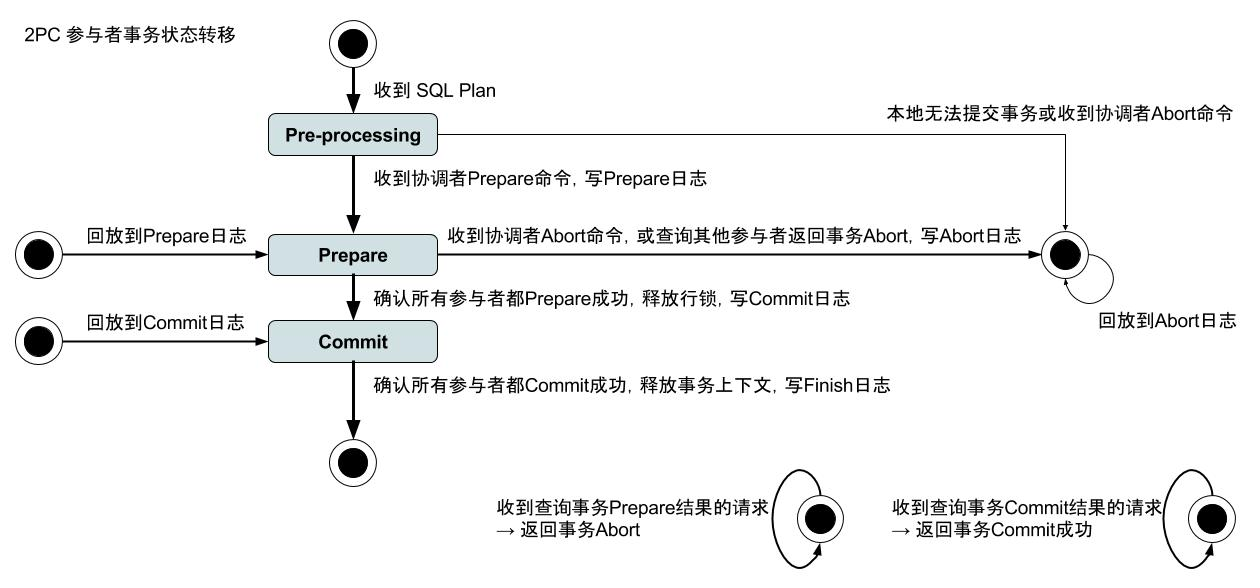 2PC 参与者事务状态转移
收到 SQL Plan
本地无法提交事务或收到协调者Abort命令
Pre-processing
收到协调者Prepare命令, 写Prepare日志
回放到Prepare日志
收到协调者Abort命令, 或查询其他参与者返回事务Abort, 写Abort日志
Prepare
确认所有参与者都Prepare成功, 释放行锁, 写Commit日志
回放到Abort日志
回放到Commit日志
Commit
确认所有参与者都Commit成功, 释放事务上下文, 写Finish日志
收到查询事务Prepare结果的请求
→ 返回事务Abort
收到查询事务Commit结果的请求
→ 返回事务Commit成功